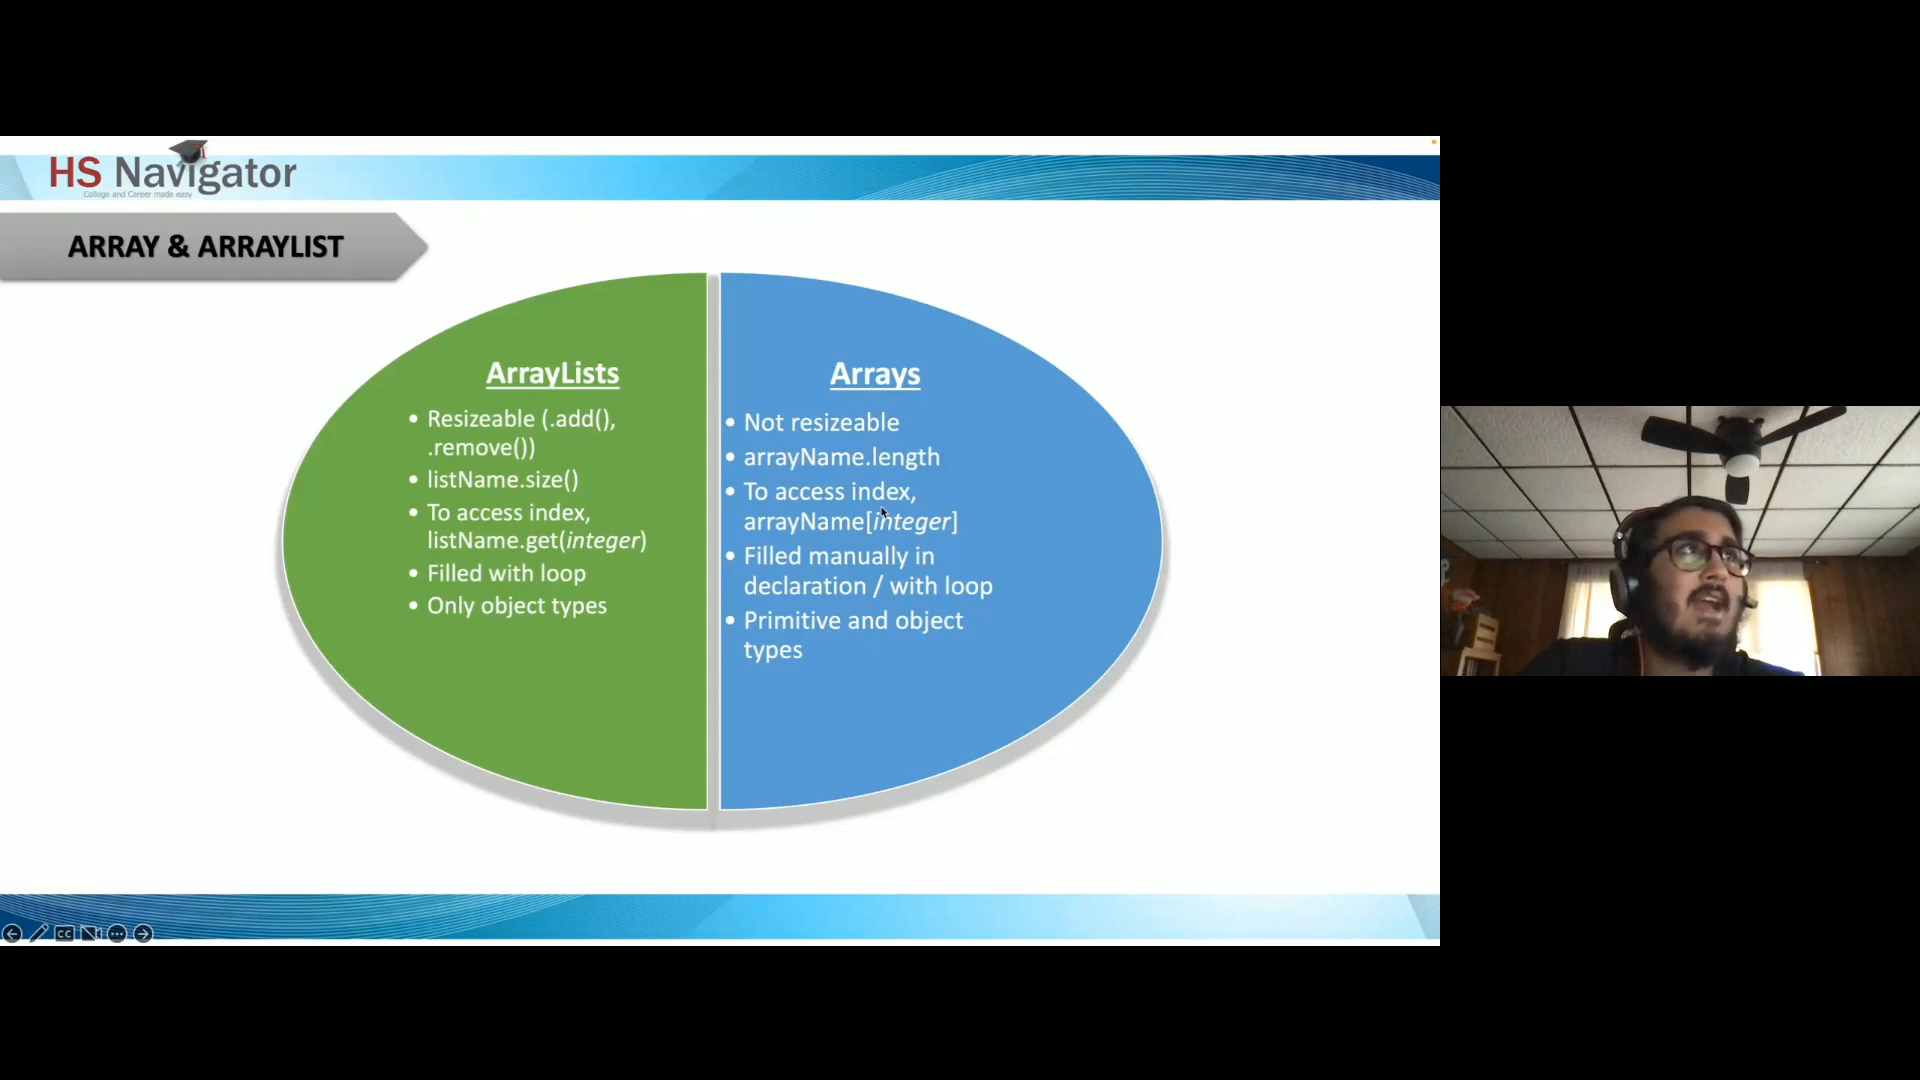 HS Navigator
College and Career made easy
ARRAY & ARRAYLIST
ArrayLists
• Resizeable (.add(),
.remove())
• listName.size()
• To access index,
listName.get(integer)
• Filled with loop
• Only object types
Arrays
• Not resizeable
• arrayName.length
• To access index,
arrayName[integer]
• Filled manually in
declaration / with loop
• Primitive and object
types
CC